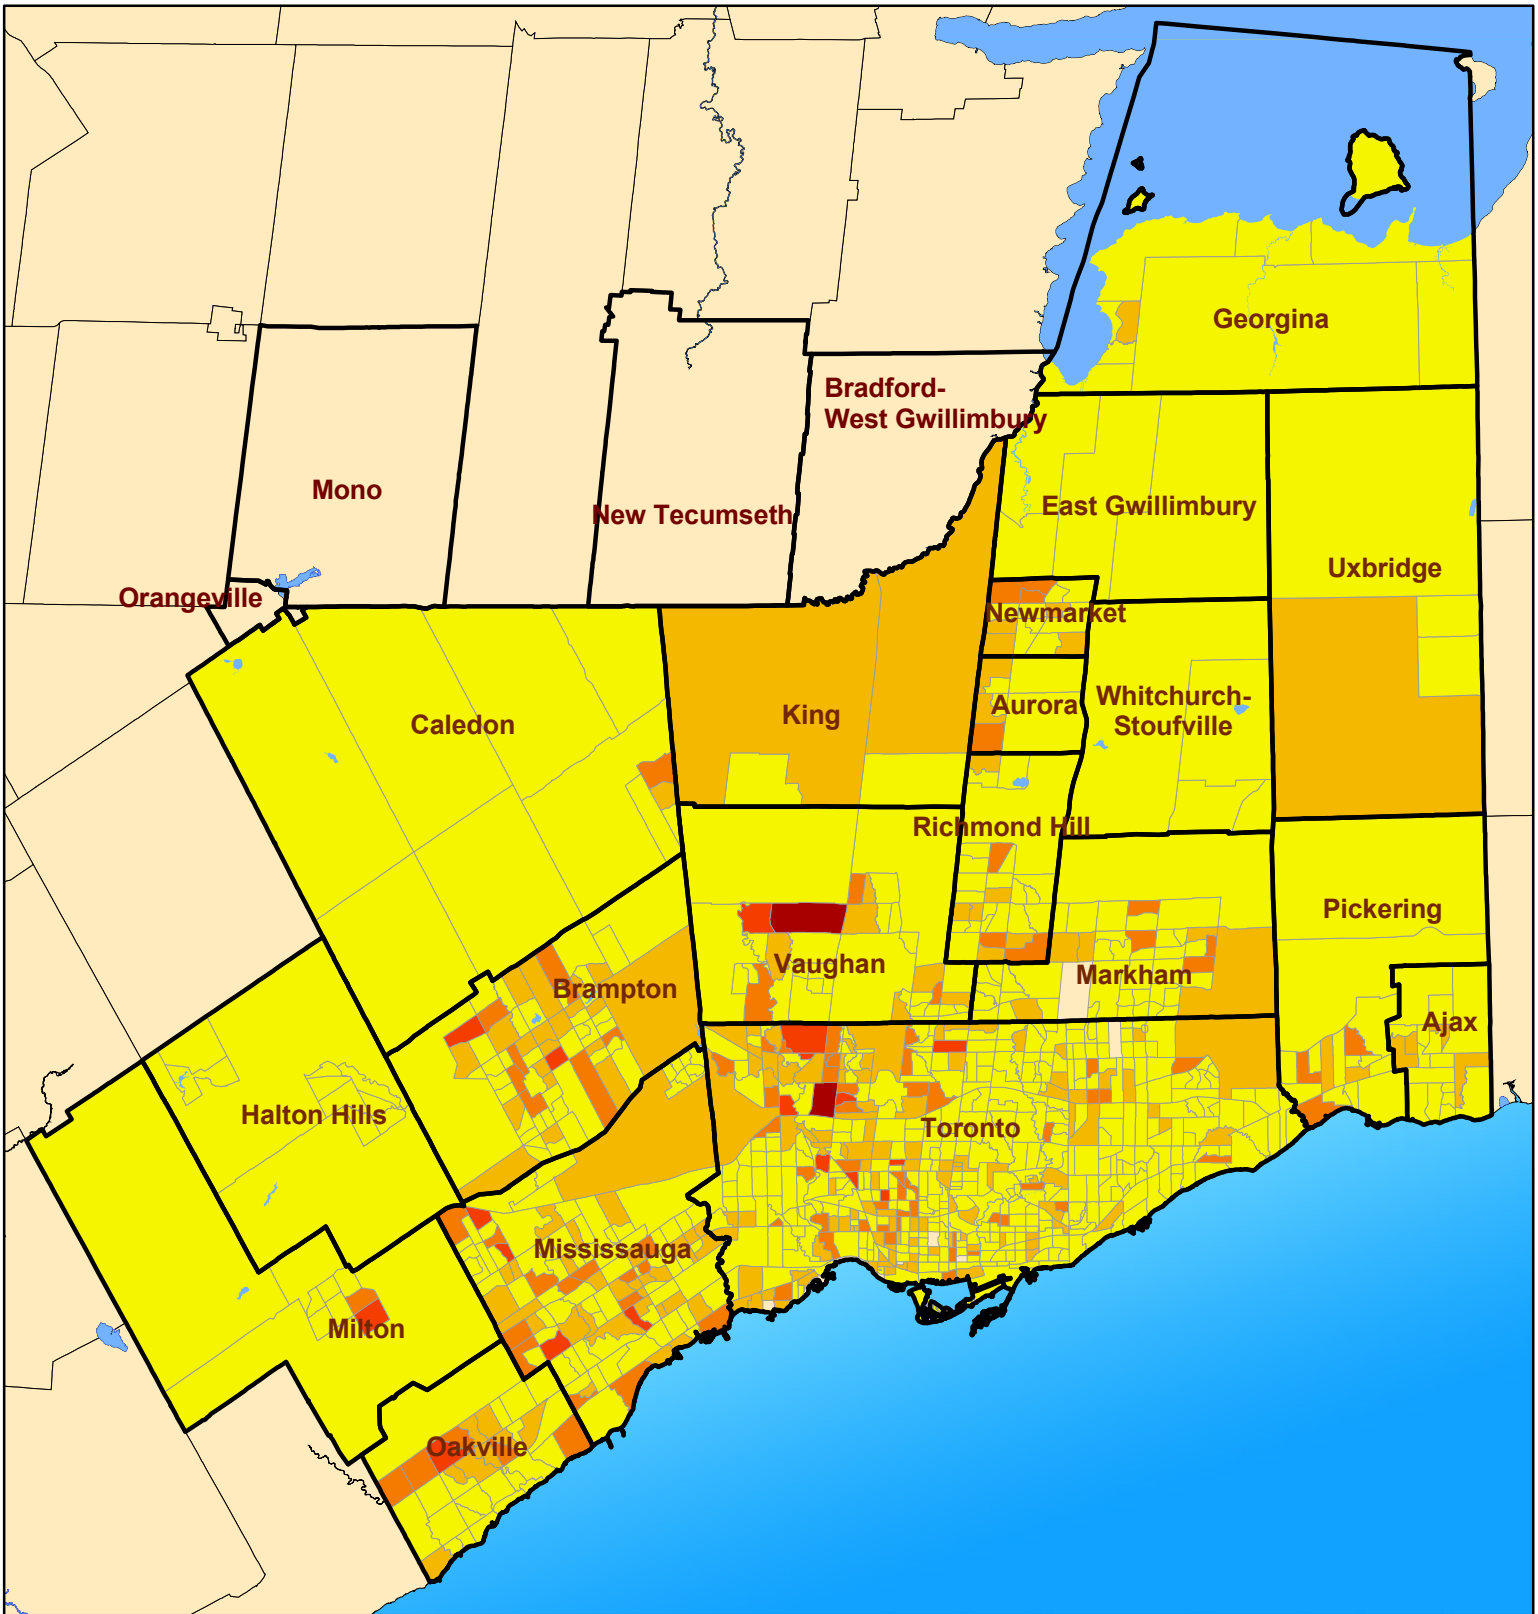 Georgina
Bradford-
West Gwillimbury
Mono
New Tecumseth
East Gwillimbury
Uxbridge
Orangeville
Newmarket
Caledon
King
Aurora
Whitchurch-
Stoufville
Richmond Hill
Pickering
Vaughan
Markham
Brampton
Ajax
Halton Hills
Toronto
Mississauga
Milton
Oakville